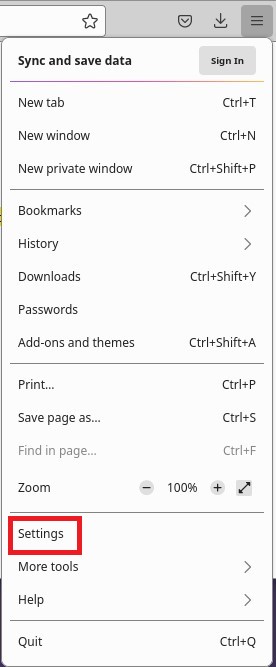 Sync and save data Sign In
New tab Ctrl+T
New window Ctrl+N
New private window Ctrl+Shift+P
Bookmarks
History
Downloads Ctrl+Shift+Y
Passwords
Add-ons and themes Ctrl+Shift+A
Print... Ctrl+P
Save page as... Ctrl+S
Find in page... Ctrl+F
Zoom 100%
Settings
More tools
Help
Quit Ctrl+Q